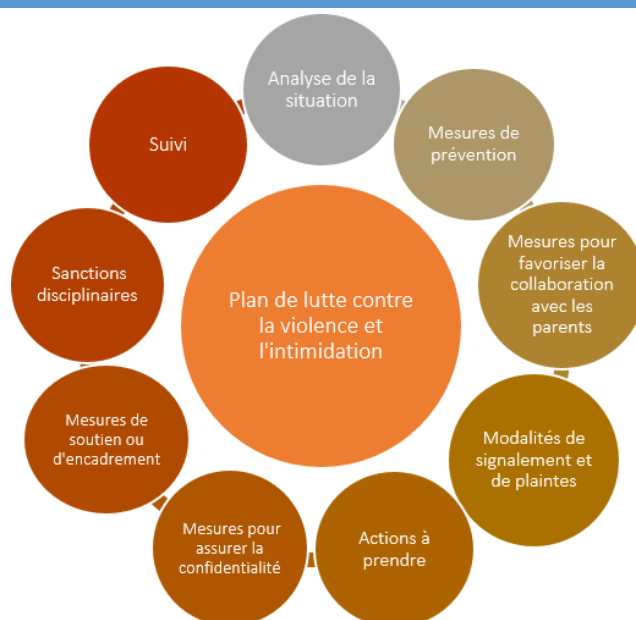 Analyse de la
situation
Mesures de
prévention
Mesures pour
favoriser la
collaboration
avec les
parents
Modalités de
signalement et
de plaintes
Actions à
prendre
Mesures pour
assurer la
confidentialité
Mesures de
soutien ou
d'encadrement
Sanctions
disciplinaires
Suivi
Plan de lutte contre
la violence et
l'intimidation